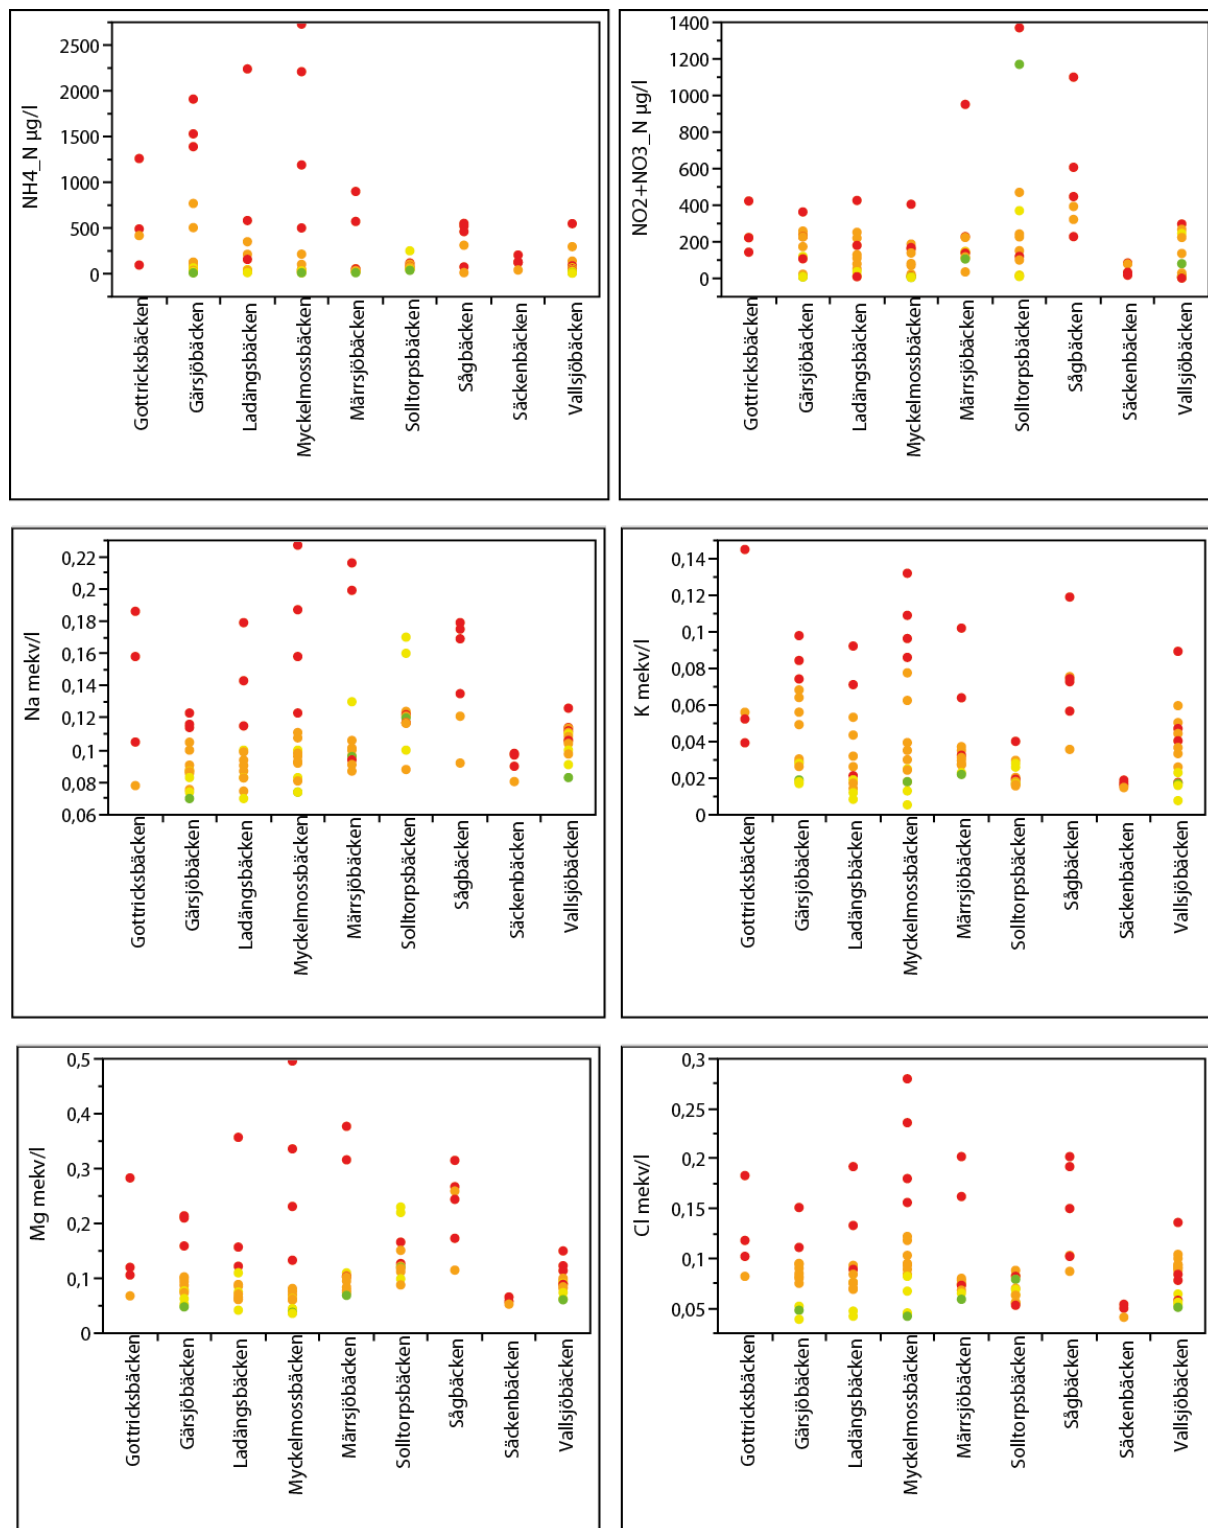 NH4_N µg/l
2500
2000
1500
1000
500
0
Gottricksbäcken
Gärsjöbäcken
Ladängsbäcken
Myckelmossbäcken
Märrsjöbäcken
Solltorpsbäcken
Sågbäcken
Säckenbäcken
Vallsjöbäcken
NO2+NO3_N µg/l
1400
1200
1000
800
600
400
200
0
Gottricksbäcken
Gärsjöbäcken
Ladängsbäcken
Myckelmossbäcken
Märrsjöbäcken
Solltorpsbäcken
Sågbäcken
Säckenbäcken
Vallsjöbäcken
Na mekv/l
0,22
0,2
0,18
0,16
0,14
0,12
0,1
0,08
0,06
Gottricksbäcken
Gärsjöbäcken
Ladängsbäcken
Myckelmossbäcken
Märrsjöbäcken
Solltorpsbäcken
Sågbäcken
Säckenbäcken
Vallsjöbäcken
K mekv/l
0,14
0,12
0,1
0,08
0,06
0,04
0,02
0
Gottricksbäcken
Gärsjöbäcken
Ladängsbäcken
Myckelmossbäcken
Märrsjöbäcken
Solltorpsbäcken
Sågbäcken
Säckenbäcken
Vallsjöbäcken
Mg mekv/l
0,5
0,4
0,3
0,2
0,1
0
Gottricksbäcken
Gärsjöbäcken
Ladängsbäcken
Myckelmossbäcken
Märrsjöbäcken
Solltorpsbäcken
Sågbäcken
Säckenbäcken
Vallsjöbäcken
Cl mekv/l
0,3
0,25
0,2
0,15
0,1
0,05
Gottricksbäcken
Gärsjöbäcken
Ladängsbäcken
Myckelmossbäcken
Märrsjöbäcken
Solltorpsbäcken
Sågbäcken
Säckenbäcken
Vallsjöbäcken